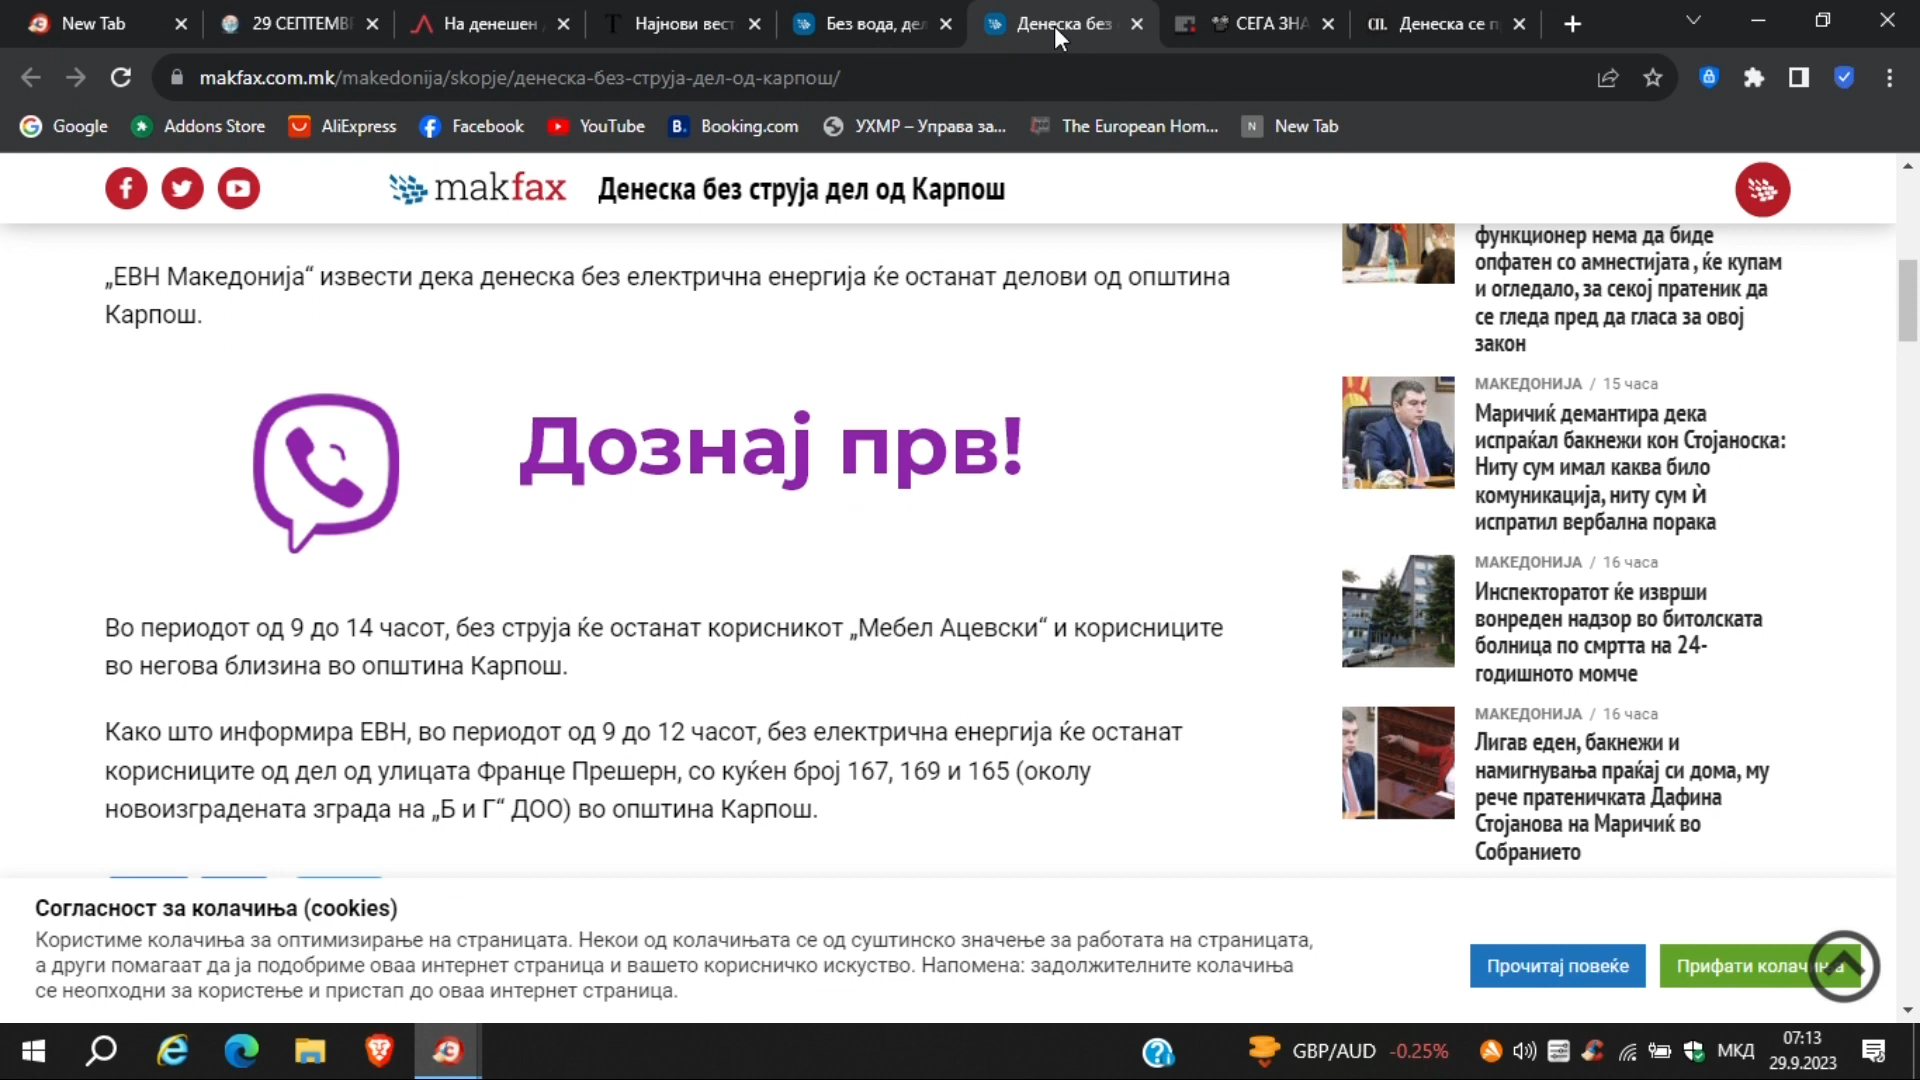 New Tab
29 СЕПТЕМВ
На денешен
Најнови вест
Без вода, дел
Денеска без
СЕГА ЗНА
СП. Денеска се п
makfax.com.mk/makedonija/skopje/денеска-без-струја-дел-од-карпош/
Google
Addons Store
AliExpress
Facebook
YouTube
B. Booking.com
УХМР – Управа за...
The European Hom...
N New Tab
makfax
Денеска без струја дел од Карпош
„ЕВН Македонија“ извести дека денеска без електрична енергија ќе останат делови од општина
Карпош.
Дознај прв!
Во периодот од 9 до 14 часот, без струја ќе останат корисникот „Мебел Ацевски“ и корисниците
во негова близина во општина Карпош.
Како што информира ЕВН, во периодот од 9 до 12 часот, без електрична енергија ќе останат
корисниците од дел од улицата Франце Прешерн, со куќен број 167, 169 и 165 (околу
новоизградената зграда на „Б и Г“ ДОО) во општина Карпош.
функционер нема да биде
опфатен со амнестијата , ќе купам
и огледало, за секој пратеник да
се гледа пред да гласа за овој
закон
МАКЕДОНИЈА / 15 часа
Маричиќ демантира дека
испраќал бакнежи кон Стојаноска:
Ниту сум имал каква било
комуникација, ниту сум ѝ
испратил вербална порака
МАКЕДОНИЈА / 16 часа
Инспекторатот ќе изврши
вонреден надзор во битолската
болница по смртта на 24-
годишното момче
МАКЕДОНИЈА / 16 часа
Лигав еден, бакнежи и
намигнувања праќај си дома, му
рече пратеничката Дафина
Стојанова на Маричиќ во
Собранието
Согласност за колачиња (cookies)
Користиме колачиња за оптимизирање на страницата. Некои од колачињата се од суштинско значење за работата на страницата,
а други помагаат да ја подобриме оваа интернет страница и вашето корисничко искуство. Напомена: задолжителните колачиња
се неопходни за користење и пристап до оваа интернет страница.
Прочитај повеќе
Прифати колачиња
GBP/AUD -0.25%
МКД
07:13
29.9.2023